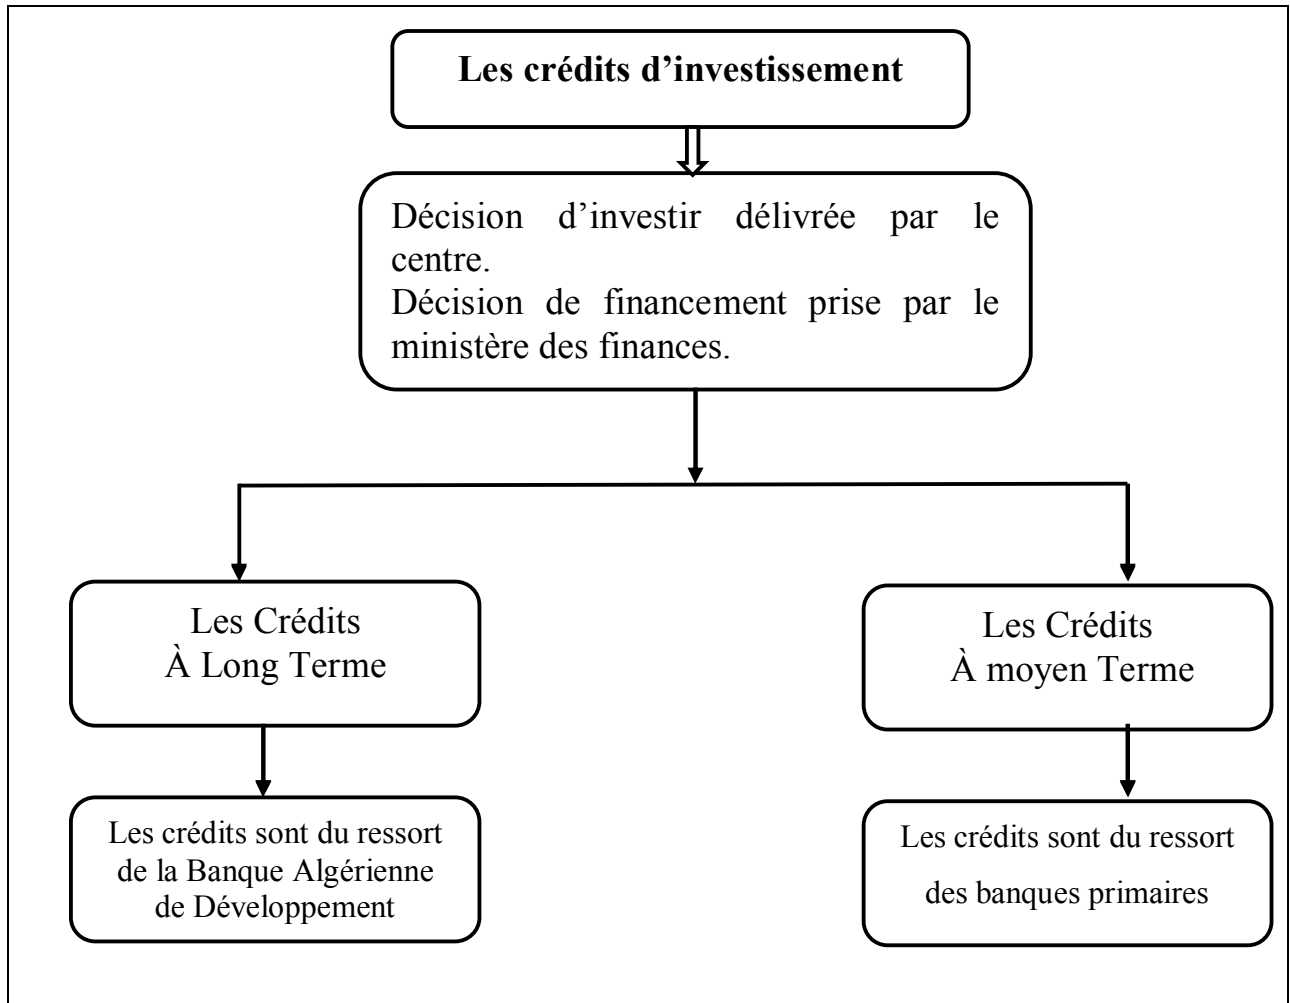 Les crédits d’investissement
Décision d’investir délivrée par le
centre.
Décision de financement prise par le
ministère des finances.
Les Crédits
À Long Terme
Les Crédits
À moyen Terme
Les crédits sont du ressort
de la Banque Algérienne
de Développement
Les crédits sont du ressort
des banques primaires